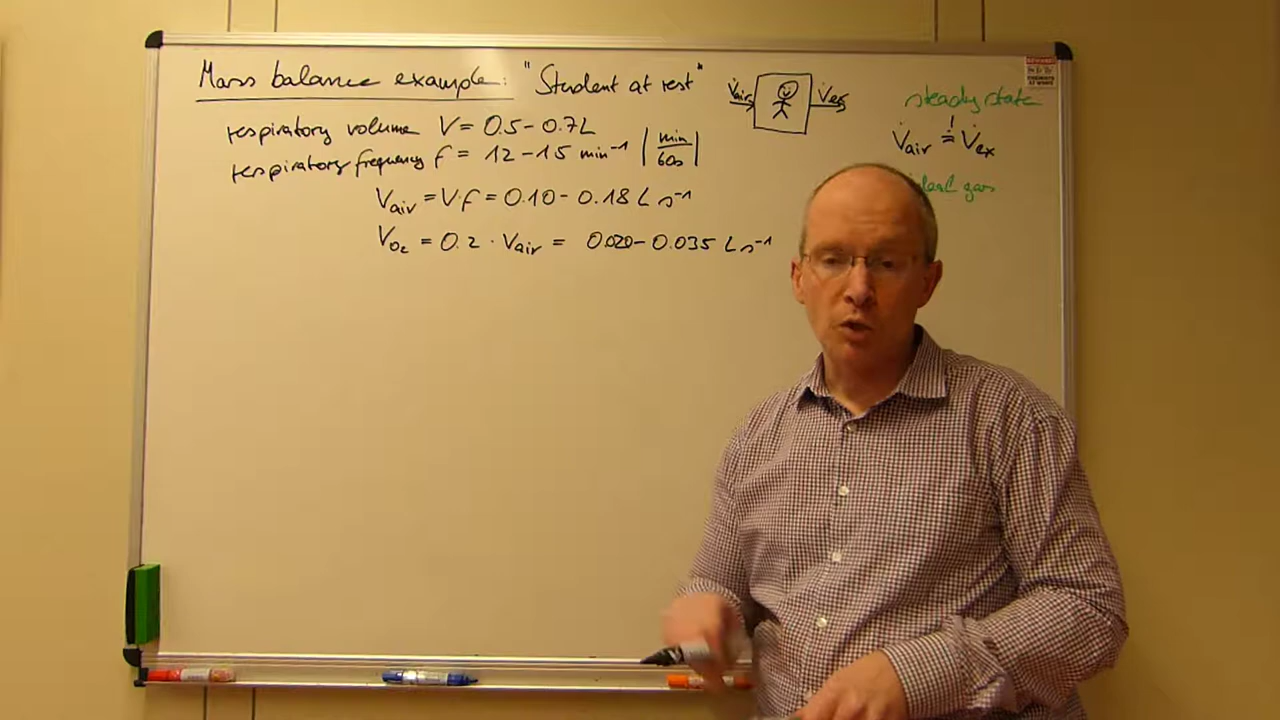 Mass balance example: "Student at rest"
V̇air V̇ex
steady state
respiratory volume V = 0.5 - 0.7 L
V̇air =! V̇ex
respiratory frequency f = 12 - 15 min⁻¹ | min/60s |
ideal gas
V̇air = V·f = 0.10 - 0.18 L s⁻¹
V̇O₂ = 0.2 · V̇air = 0.020 - 0.035 L s⁻¹